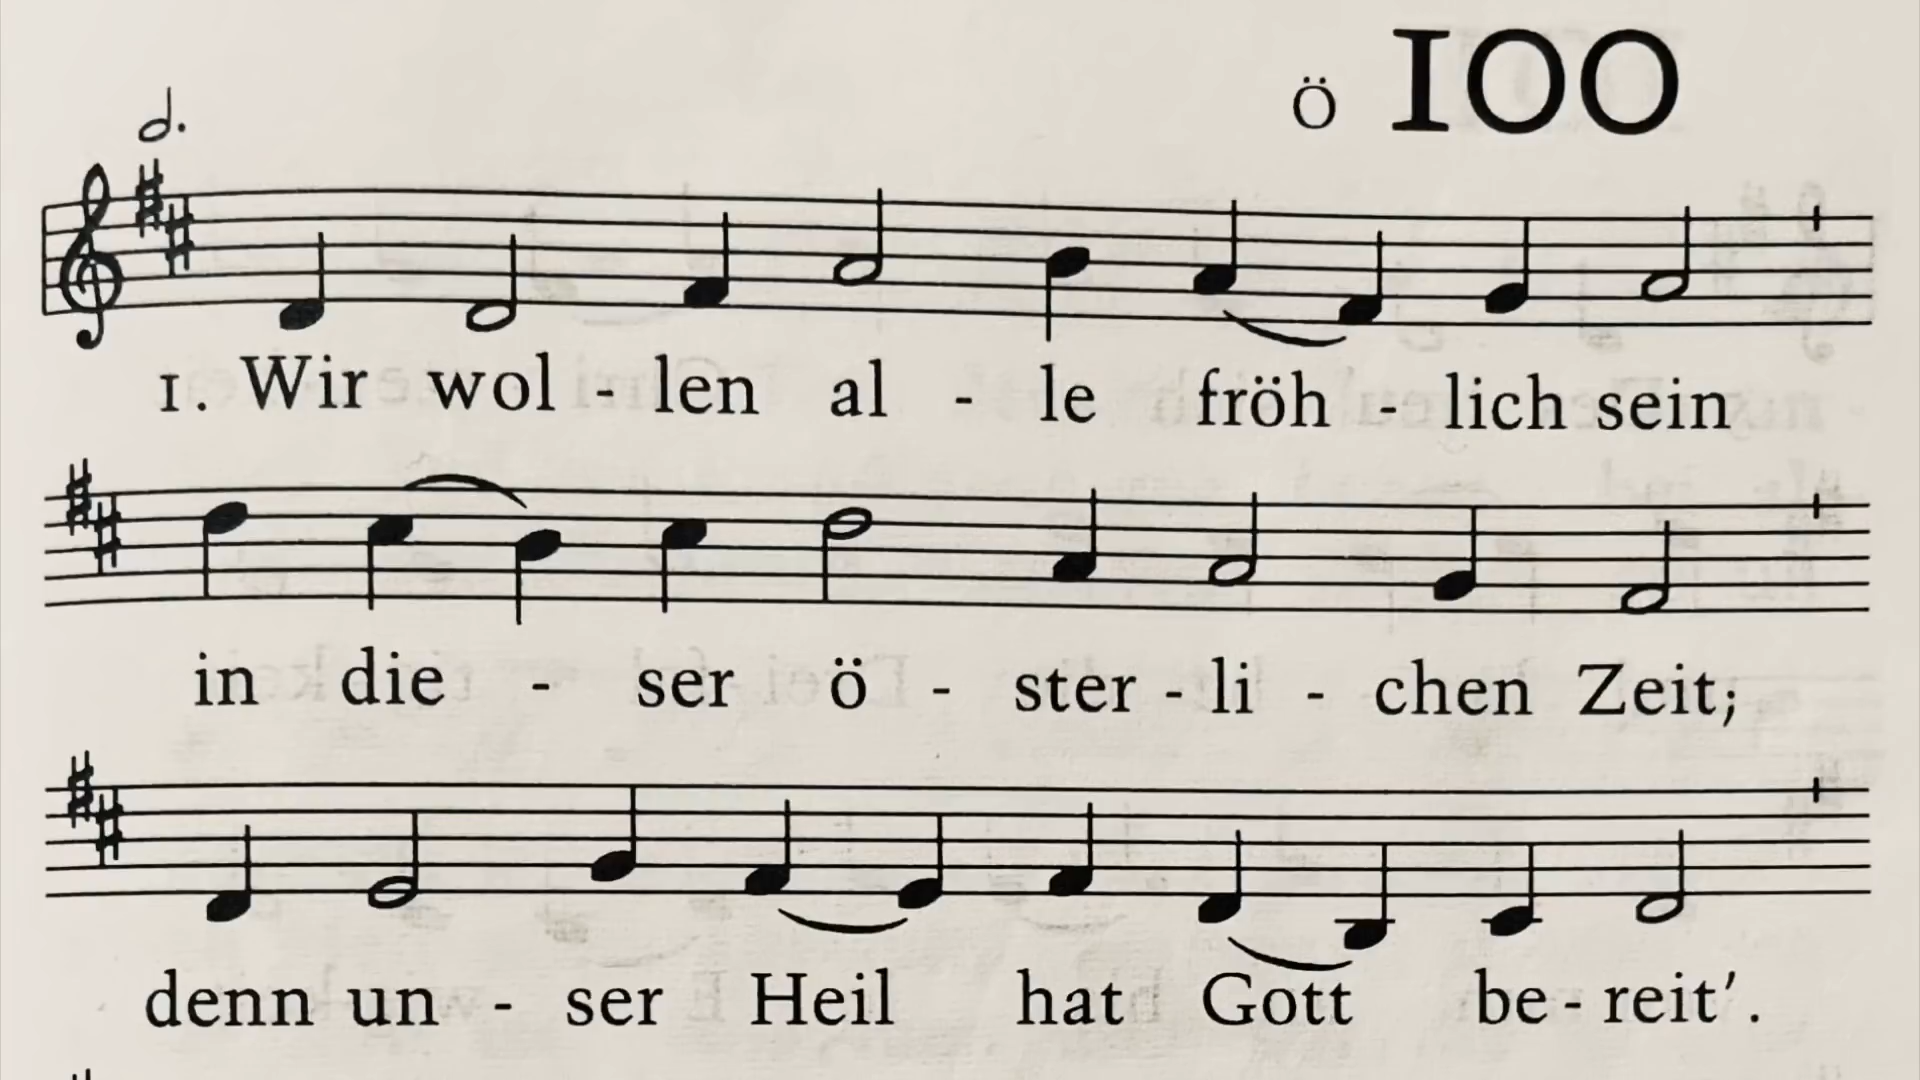 ö 100
1. Wir wol - len al - le fröh - lich sein
in die - ser ö - ster - li - chen Zeit;
denn un - ser Heil hat Gott be - reit'.